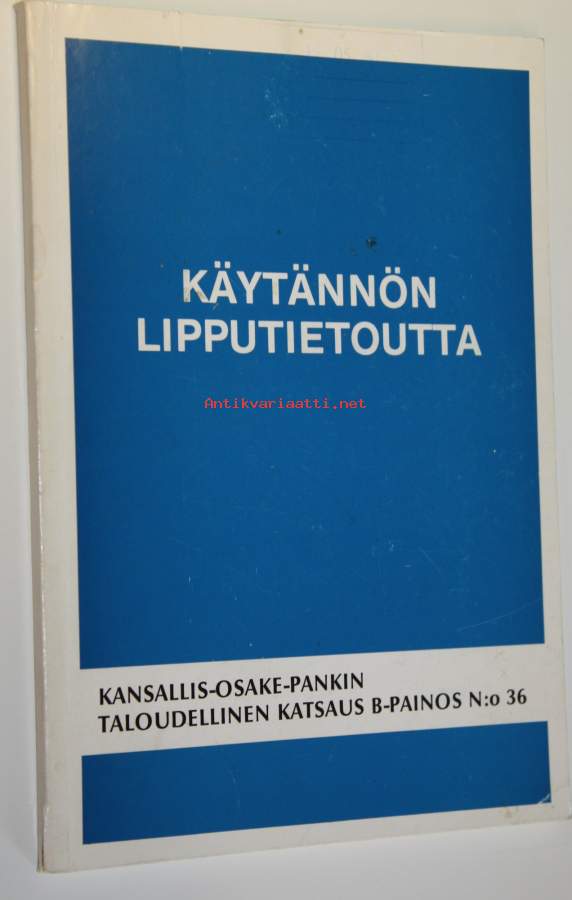 KÄYTÄNNÖN
LIPPUTIETOUTTA
Antikvariaatti.net
KANSALLIS-OSAKE-PANKIN
TALOUDELLINEN KATSAUS B-PAINOS N:o 36